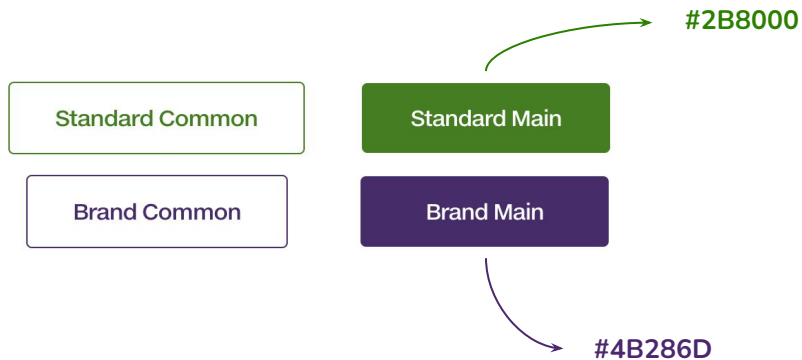 #2B8000
Standard Common
Standard Main
Brand Common
Brand Main
#4B286D